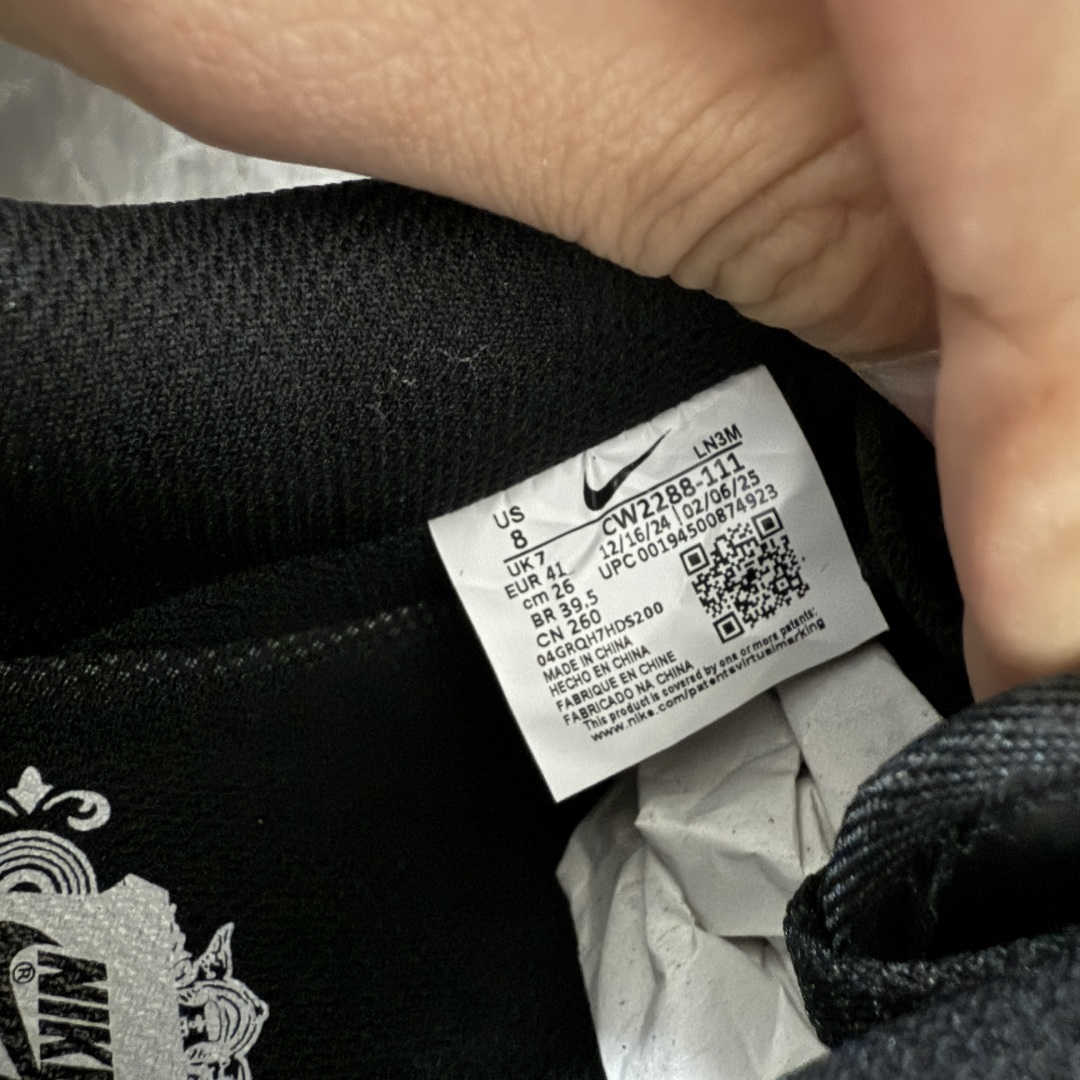 LN3M
US
8
CW2288-111
12/16/24 | 02/06/25
UPC 00194500874923
UK 7
EUR 41
cm 26
BR 39,5
CN 260
04GRQH7HDS200
MADE IN CHINA
HECHO EN CHINA
FABRIQUE EN CHINE
FABRICADO NA CHINA
This product is covered by one or more patents:
www.nike.com/patentsvirtualmarking
®